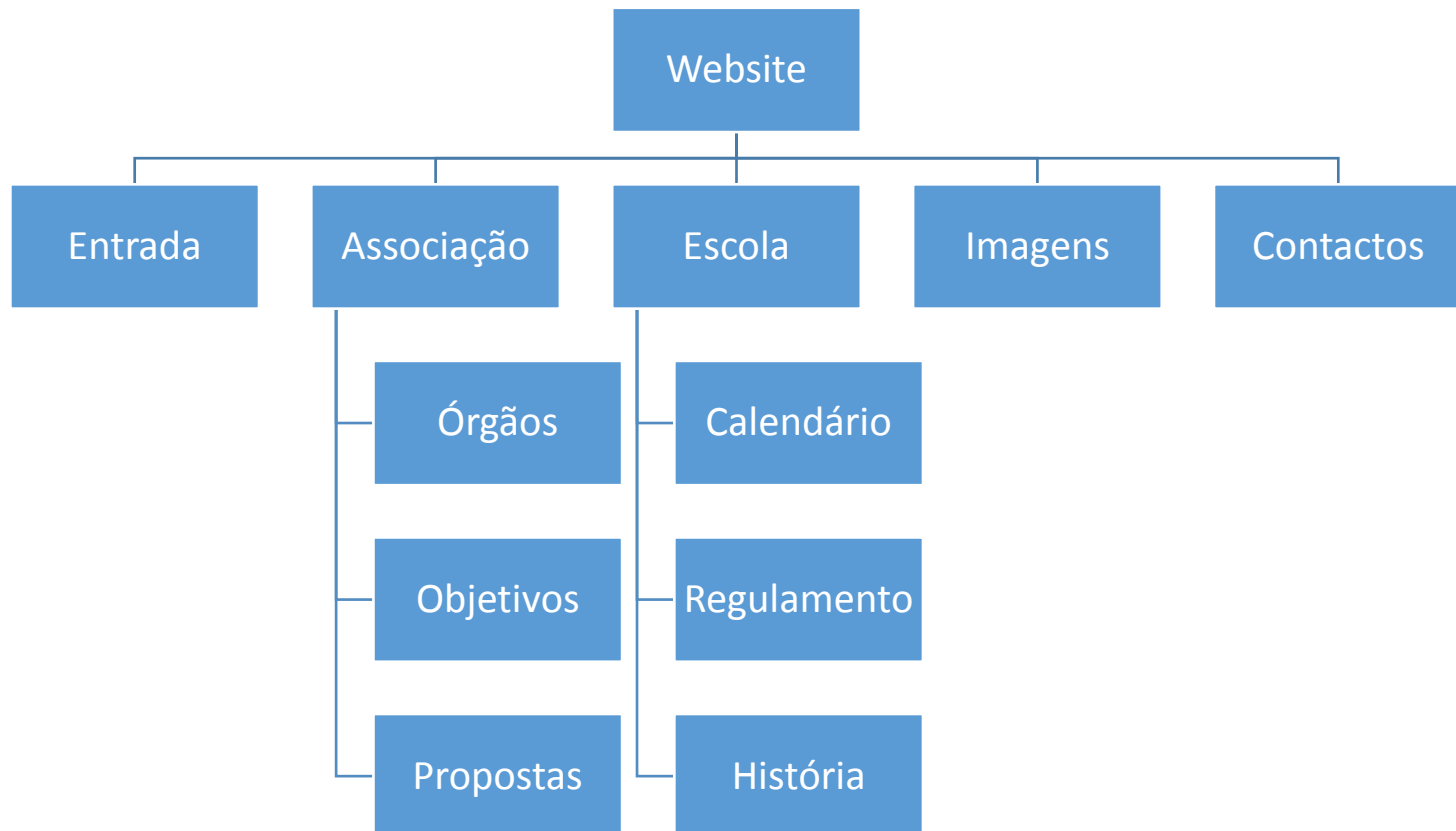 Website
Entrada
Associação
Escola
Imagens
Contactos
Órgãos
Calendário
Objetivos
Regulamento
Propostas
História